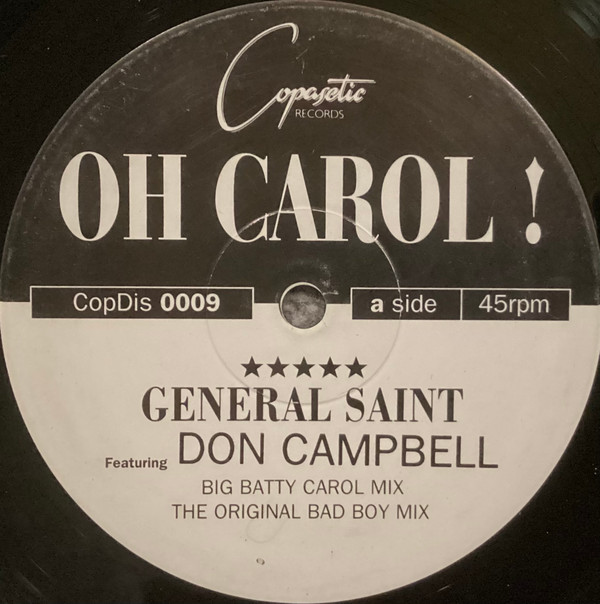 Copasetic
RECORDS
OH CAROL !
CopDis 0009
a side 45rpm
★★★★★
GENERAL SAINT
Featuring DON CAMPBELL
BIG BATTY CAROL MIX
THE ORIGINAL BAD BOY MIX